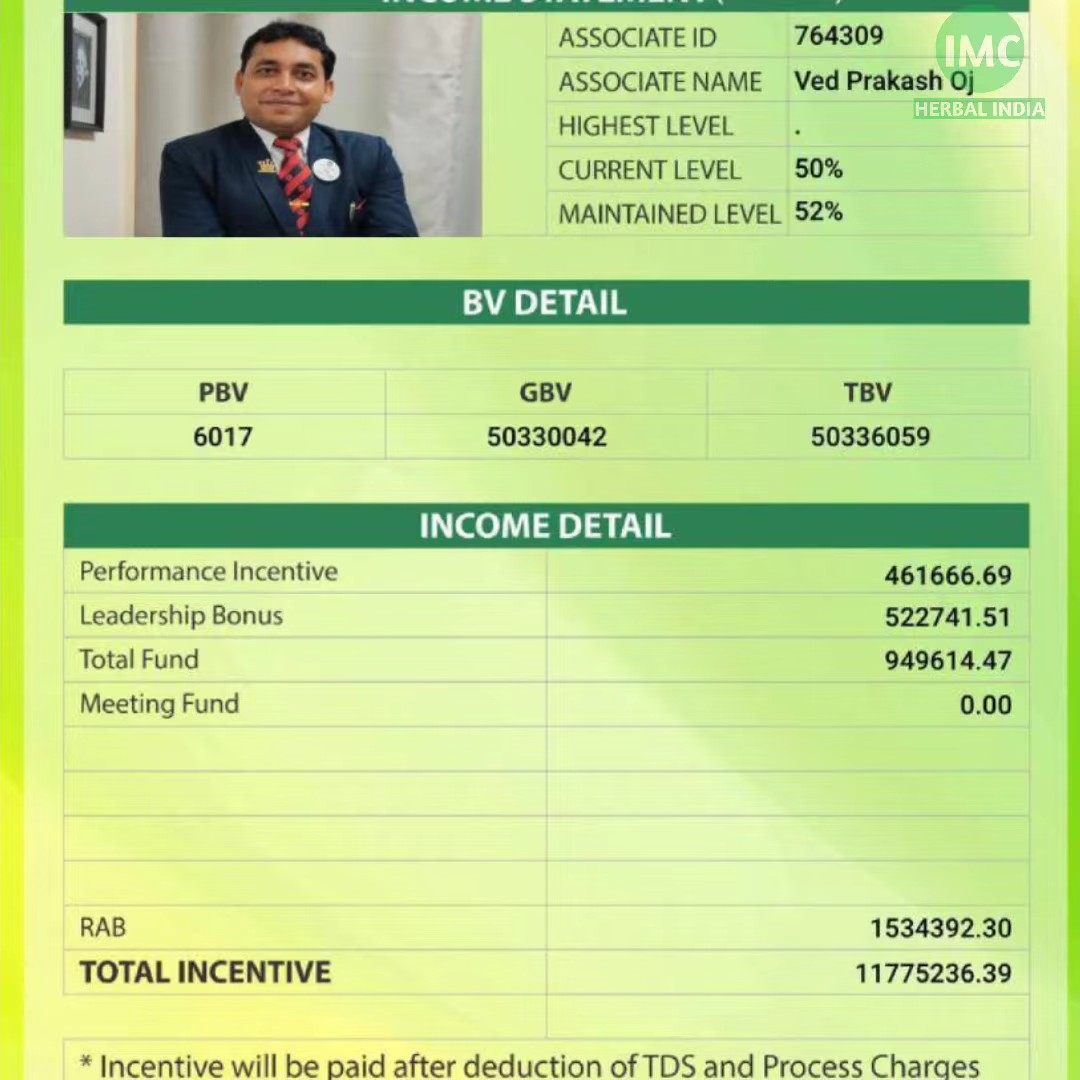 ASSOCIATE ID 764309
ASSOCIATE NAME Ved Prakash Oj
HIGHEST LEVEL .
CURRENT LEVEL 50%
MAINTAINED LEVEL 52%
IMC
HERBAL INDIA
BV DETAIL
PBV GBV TBV
6017 50330042 50336059
INCOME DETAIL
Performance Incentive 461666.69
Leadership Bonus 522741.51
Total Fund 949614.47
Meeting Fund 0.00
RAB 1534392.30
TOTAL INCENTIVE 11775236.39
* Incentive will be paid after deduction of TDS and Process Charges